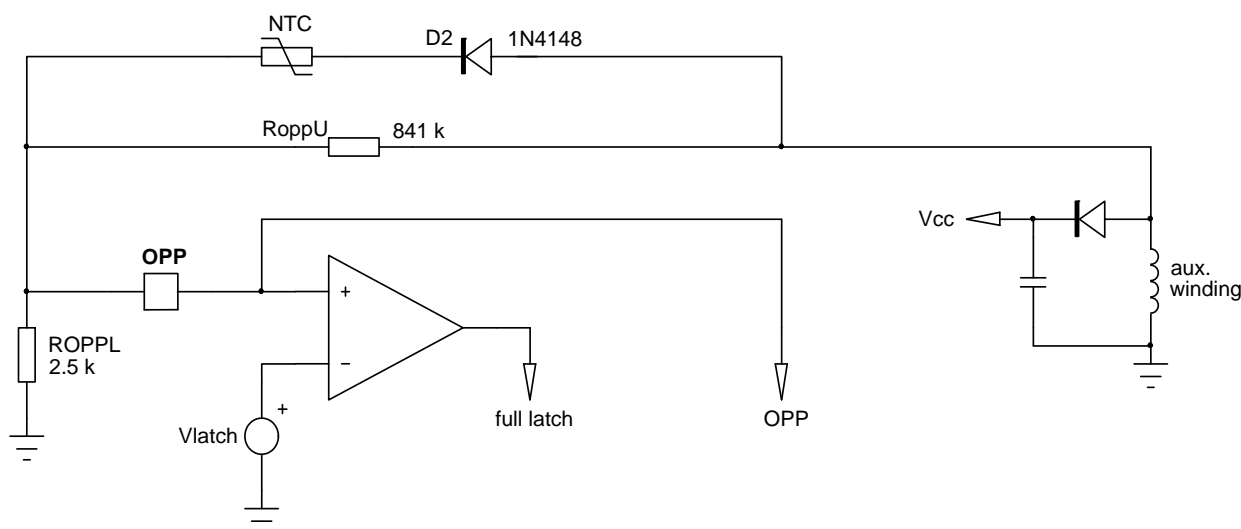 NTC
D2
1N4148
RoppU
841 k
Vcc
OPP
aux.
winding
+
ROPPL
2.5 k
−
+
Vlatch
full latch
OPP